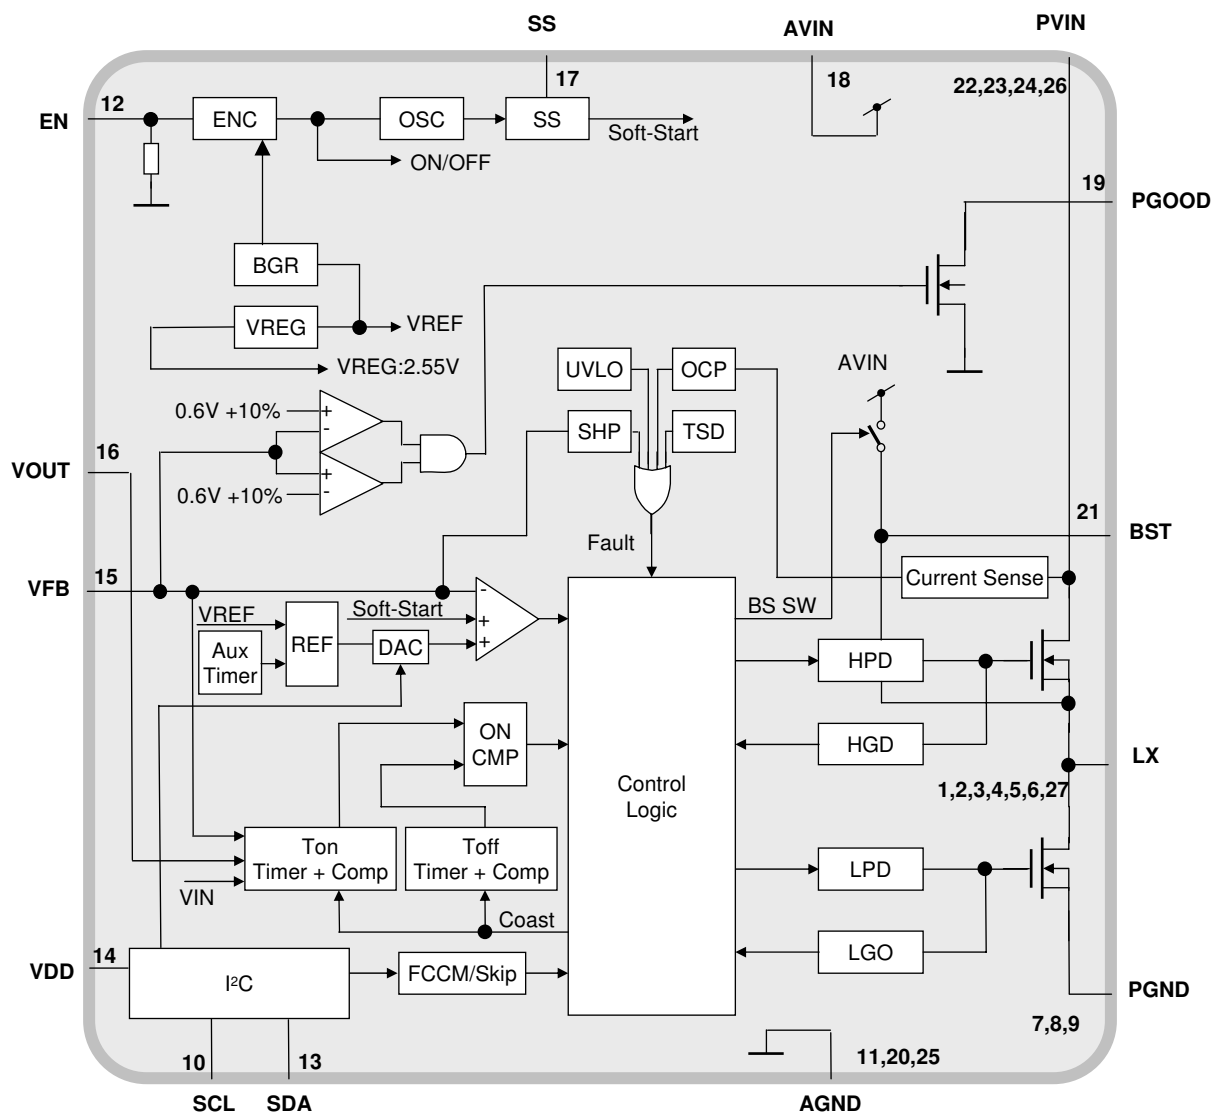 SS
AVIN
PVIN
17
18
22,23,24,26
EN
12
ENC
OSC
SS
Soft-Start
ON/OFF
19
PGOOD
BGR
VREG
VREF
VREG:2.55V
UVLO
OCP
AVIN
0.6V +10%
+
-
SHP
TSD
VOUT
16
+
-
0.6V +10%
21
BST
Fault
VFB
15
Current Sense
-
+
+
VREF
Soft-Start
BS SW
Aux
Timer
REF
DAC
HPD
ON
CMP
HGD
LX
Control
Logic
1,2,3,4,5,6,27
Ton
Timer + Comp
Toff
Timer + Comp
LPD
VIN
Coast
LGO
VDD
14
I²C
FCCM/Skip
PGND
7,8,9
10
13
11,20,25
SCL
SDA
AGND